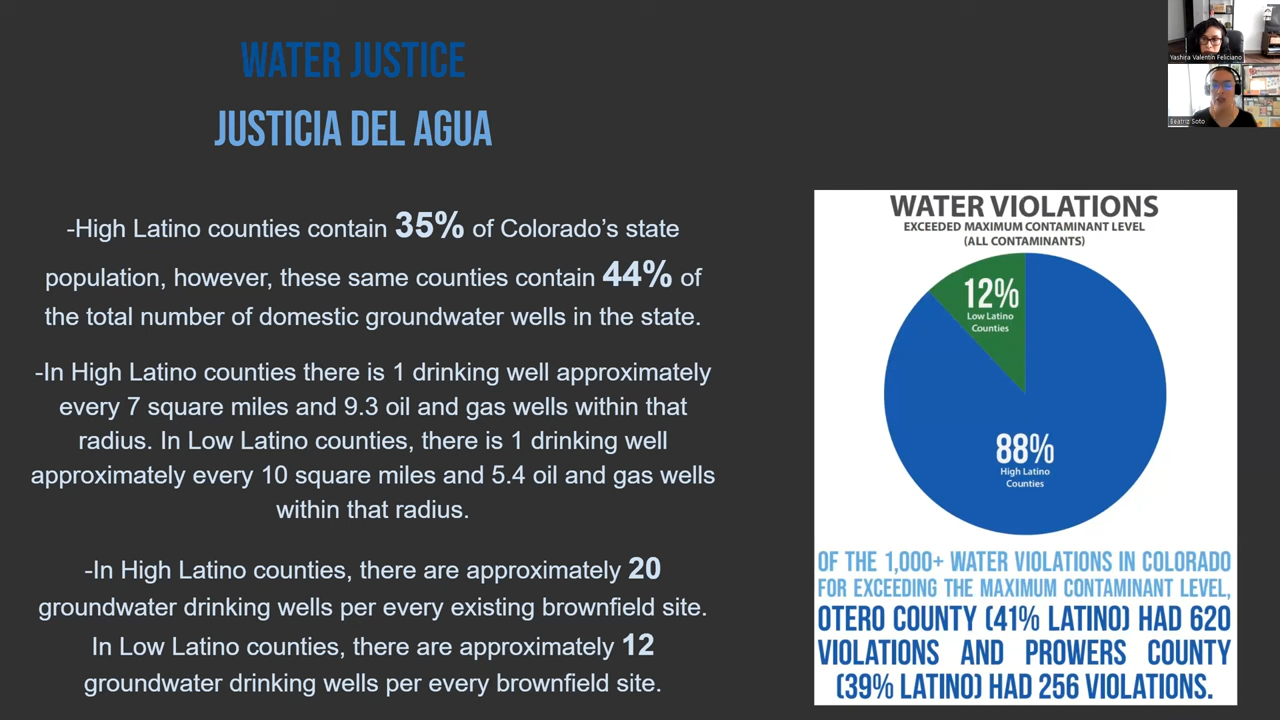 WATER JUSTICE
JUSTICIA DEL AGUA
-High Latino counties contain 35% of Colorado's state
population, however, these same counties contain 44% of
the total number of domestic groundwater wells in the state.
-In High Latino counties there is 1 drinking well approximately
every 7 square miles and 9.3 oil and gas wells within that
radius. In Low Latino counties, there is 1 drinking well
approximately every 10 square miles and 5.4 oil and gas wells
within that radius.
-In High Latino counties, there are approximately 20
groundwater drinking wells per every existing brownfield site.
In Low Latino counties, there are approximately 12
groundwater drinking wells per every brownfield site.
WATER VIOLATIONS
EXCEEDED MAXIMUM CONTAMINANT LEVEL
(ALL CONTAMINANTS)
12%
Low Latino
Counties
88%
High Latino
Counties
OF THE 1,000+ WATER VIOLATIONS IN COLORADO
FOR EXCEEDING THE MAXIMUM CONTAMINANT LEVEL,
OTERO COUNTY (41% LATINO) HAD 620
VIOLATIONS AND PROWERS COUNTY
(39% LATINO) HAD 256 VIOLATIONS.
Yashira Valentín Feliciano
Beatriz Soto